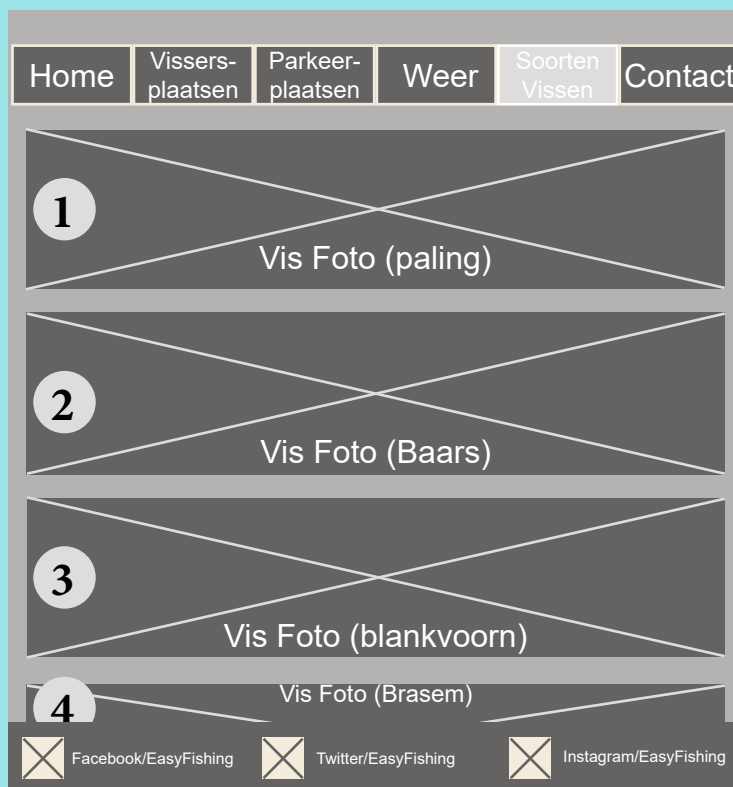 Home
Vissers-
plaatsen
Parkeer-
plaatsen
Weer
Soorten
Vissen
Contact
1
Vis Foto (paling)
2
Vis Foto (Baars)
3
Vis Foto (blankvoorn)
4
Vis Foto (Brasem)
Facebook/EasyFishing
Twitter/EasyFishing
Instagram/EasyFishing